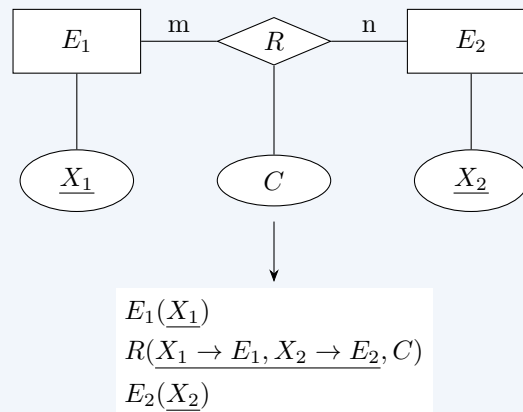 E₁ m R n E₂
X₁ C X₂
E₁(X₁)
R(X₁ → E₁, X₂ → E₂, C)
E₂(X₂)